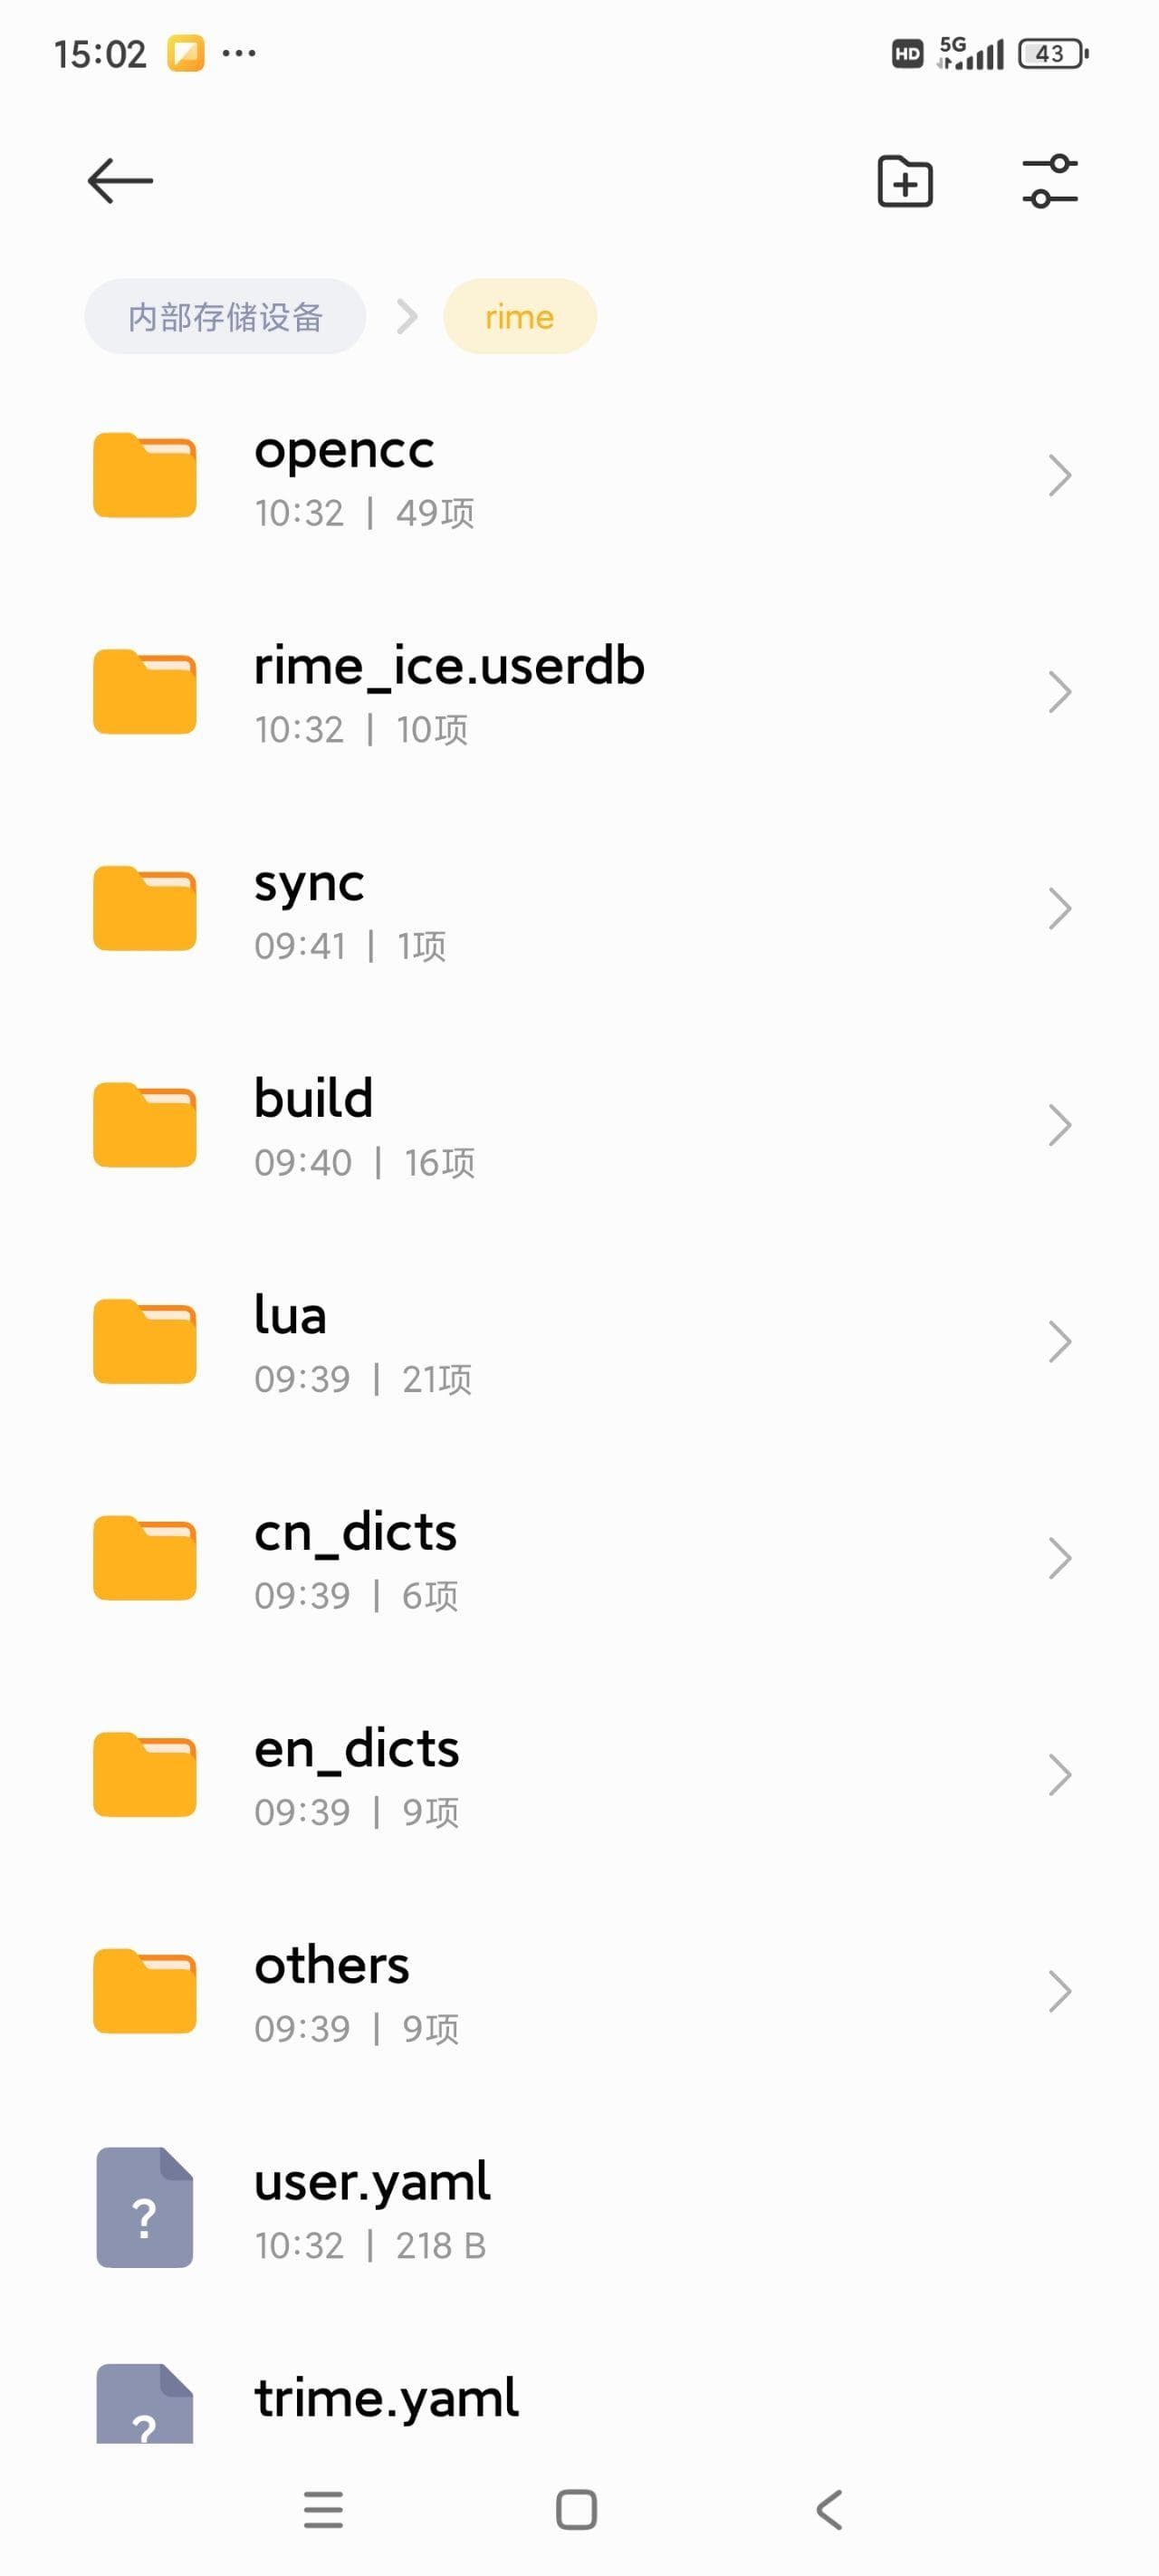 15:02 ... HD 5G 43
内部存储设备 rime
opencc
10:32 | 49项
rime_ice.userdb
10:32 | 10项
sync
09:41 | 1项
build
09:40 | 16项
lua
09:39 | 21项
cn_dicts
09:39 | 6项
en_dicts
09:39 | 9项
others
09:39 | 9项
?
user.yaml
10:32 | 218 B
?
trime.yaml